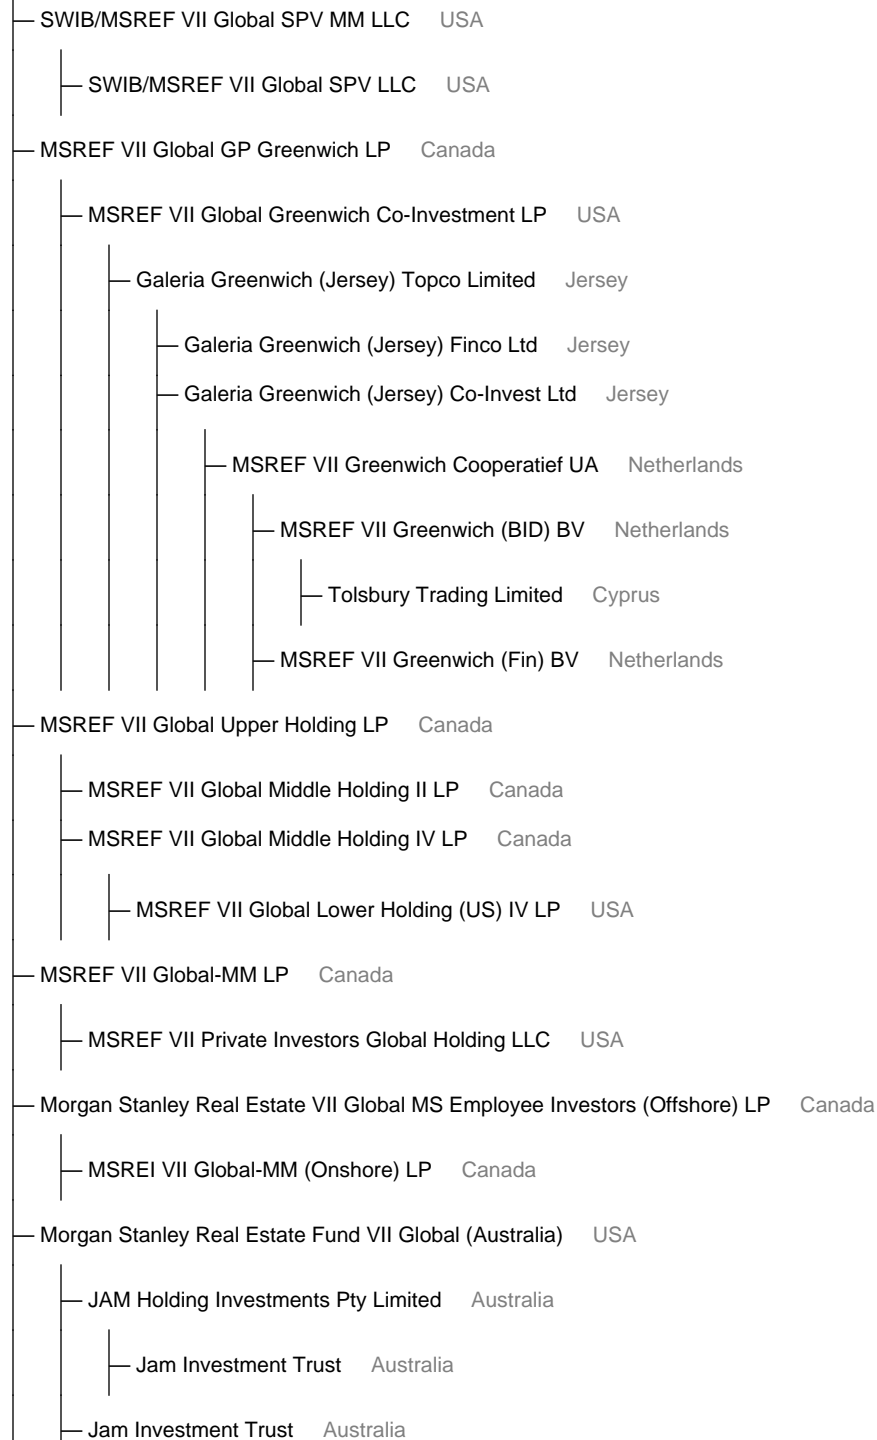 SWIB/MSREF VII Global SPV MM LLC USA
SWIB/MSREF VII Global SPV LLC USA
MSREF VII Global GP Greenwich LP Canada
MSREF VII Global Greenwich Co-Investment LP USA
Galeria Greenwich (Jersey) Topco Limited Jersey
Galeria Greenwich (Jersey) Finco Ltd Jersey
Galeria Greenwich (Jersey) Co-Invest Ltd Jersey
MSREF VII Greenwich Cooperatief UA Netherlands
MSREF VII Greenwich (BID) BV Netherlands
Tolsbury Trading Limited Cyprus
MSREF VII Greenwich (Fin) BV Netherlands
MSREF VII Global Upper Holding LP Canada
MSREF VII Global Middle Holding II LP Canada
MSREF VII Global Middle Holding IV LP Canada
MSREF VII Global Lower Holding (US) IV LP USA
MSREF VII Global-MM LP Canada
MSREF VII Private Investors Global Holding LLC USA
Morgan Stanley Real Estate VII Global MS Employee Investors (Offshore) LP Canada
MSREI VII Global-MM (Onshore) LP Canada
Morgan Stanley Real Estate Fund VII Global (Australia) USA
JAM Holding Investments Pty Limited Australia
Jam Investment Trust Australia
Jam Investment Trust Australia